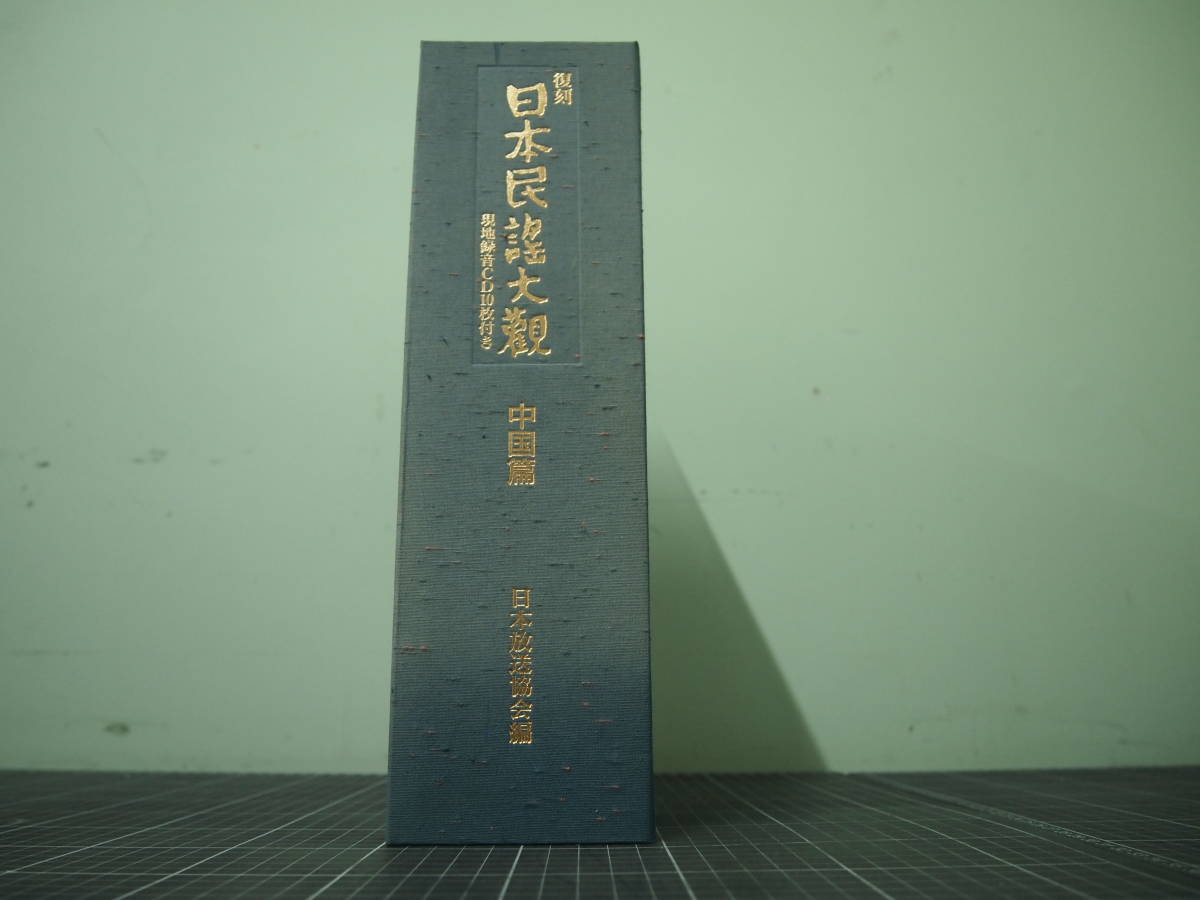 復刻
日本民謡大觀
現地録音CD10枚付き
中国篇
日本放送協会編